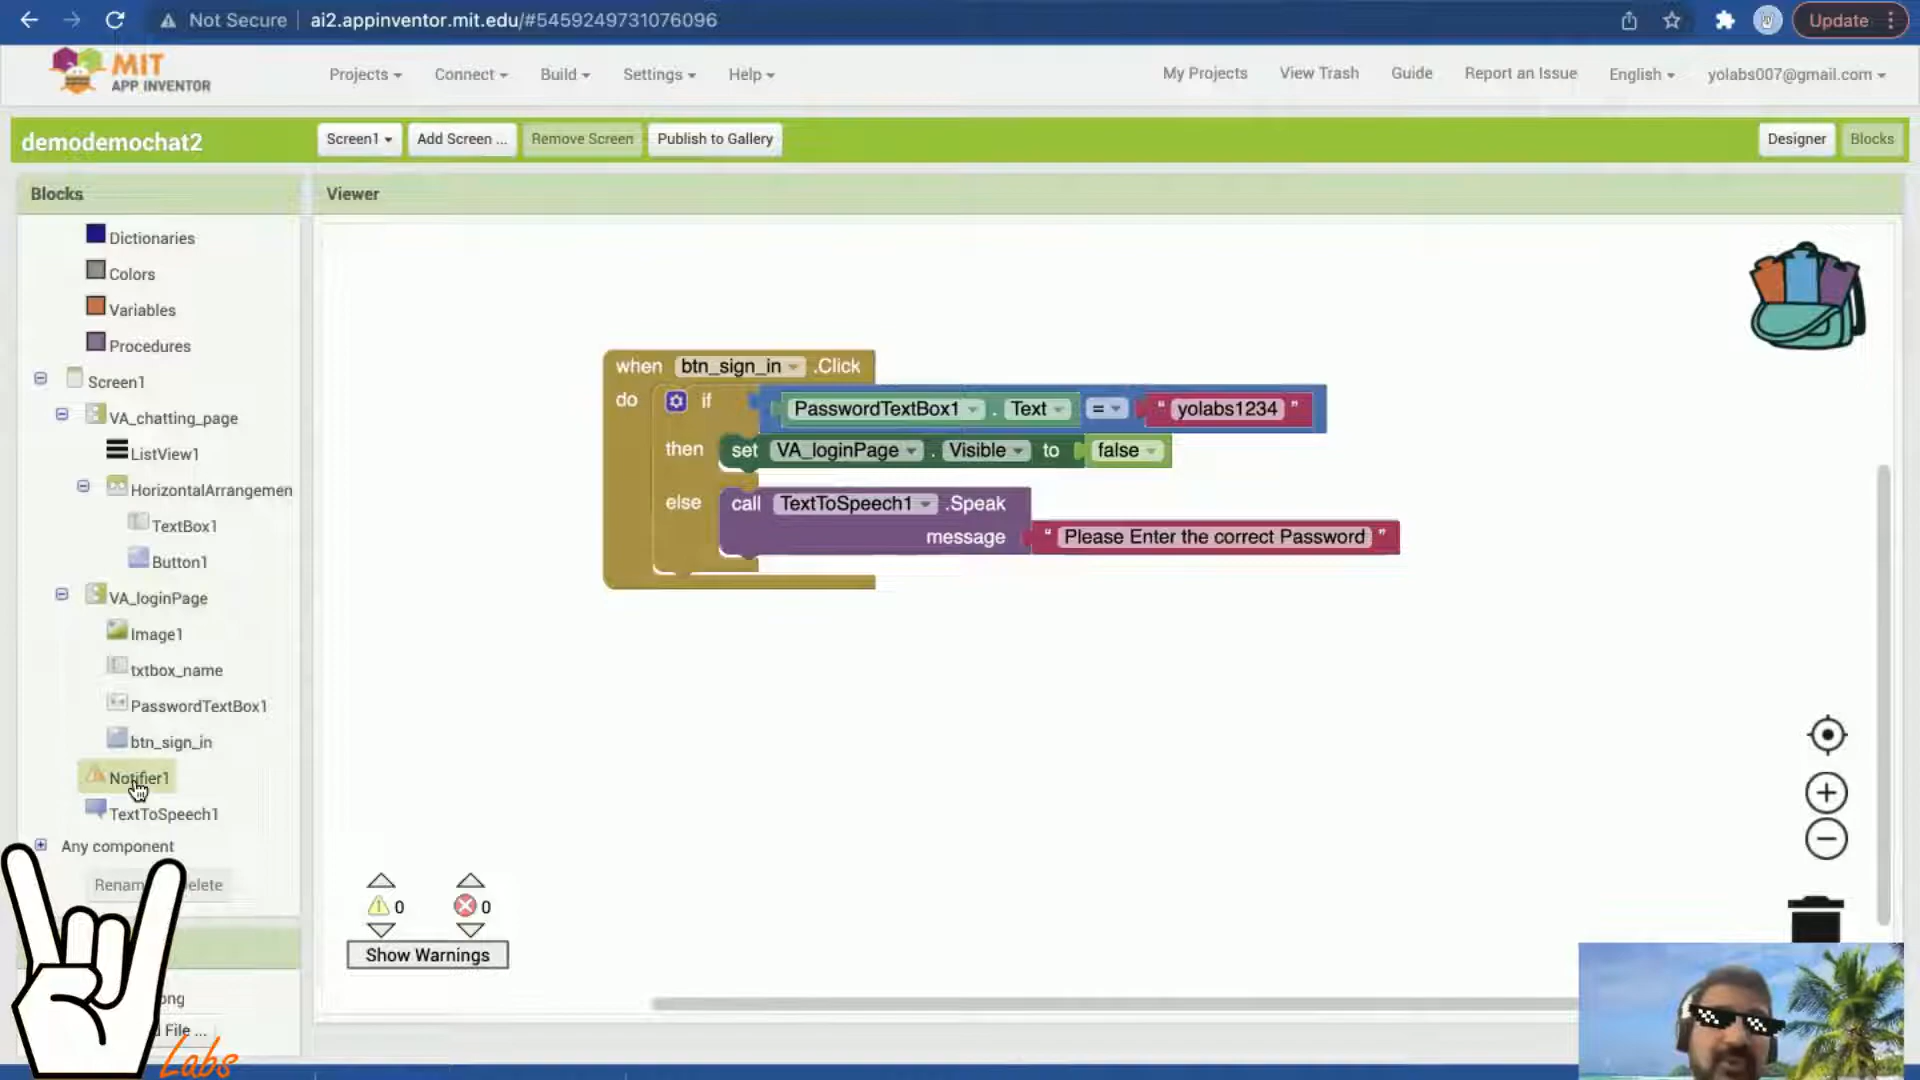 Not Secure
ai2.appinventor.mit.edu/#5459249731076096
Update
MIT
APP INVENTOR
Projects
Connect
Build
Settings
Help
My Projects
View Trash
Guide
Report an Issue
English
yolabs007@gmail.com
demodemochat2
Screen1
Add Screen ...
Remove Screen
Publish to Gallery
Designer
Blocks
Blocks
Viewer
Dictionaries
Colors
Variables
Procedures
Screen1
VA_chatting_page
ListView1
HorizontalArrangemen
TextBox1
Button1
VA_loginPage
Image1
txtbox_name
PasswordTextBox1
btn_sign_in
Notifier1
TextToSpeech1
Any component
when btn_sign_in .Click
do if PasswordTextBox1 . Text = “ yolabs1234 ”
then set VA_loginPage . Visible to false
else call TextToSpeech1 .Speak
message “ Please Enter the correct Password ”
0 0
Show Warnings
Labs